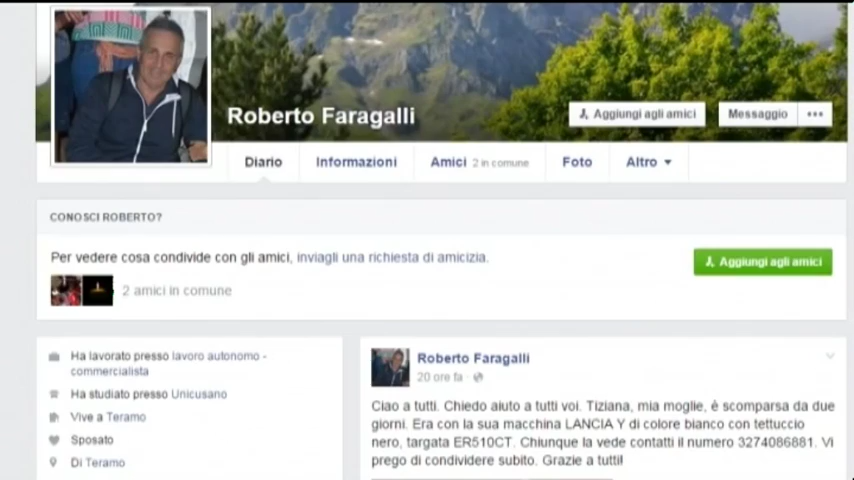 Roberto Faragalli
Aggiungi agli amici
Messaggio
Diario
Informazioni
Amici 2 in comune
Foto
Altro
CONOSCI ROBERTO?
Per vedere cosa condivide con gli amici, inviagli una richiesta di amicizia.
Aggiungi agli amici
2 amici in comune
Ha lavorato presso lavoro autonomo -
commercialista
Ha studiato presso Unicusano
Vive a Teramo
Sposato
Di Teramo
Roberto Faragalli
20 ore fa ·
Ciao a tutti. Chiedo aiuto a tutti voi. Tiziana, mia moglie, è scomparsa da due
giorni. Era con la sua macchina LANCIA Y di colore bianco con tettuccio
nero, targata ER510CT. Chiunque la vede contatti il numero 3274086881. Vi
prego di condividere subito. Grazie a tutti!